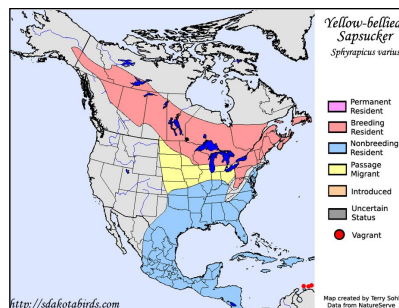 Yellow-bellied
Sapsucker
Sphyrapicus varius
Permanent
Resident
Breeding
Resident
Nonbreeding
Resident
Passage
Migrant
Introduced
Uncertain
Status
Vagrant
http://sdakotabirds.com
Map created by Terry Sohl
Data from NatureServe